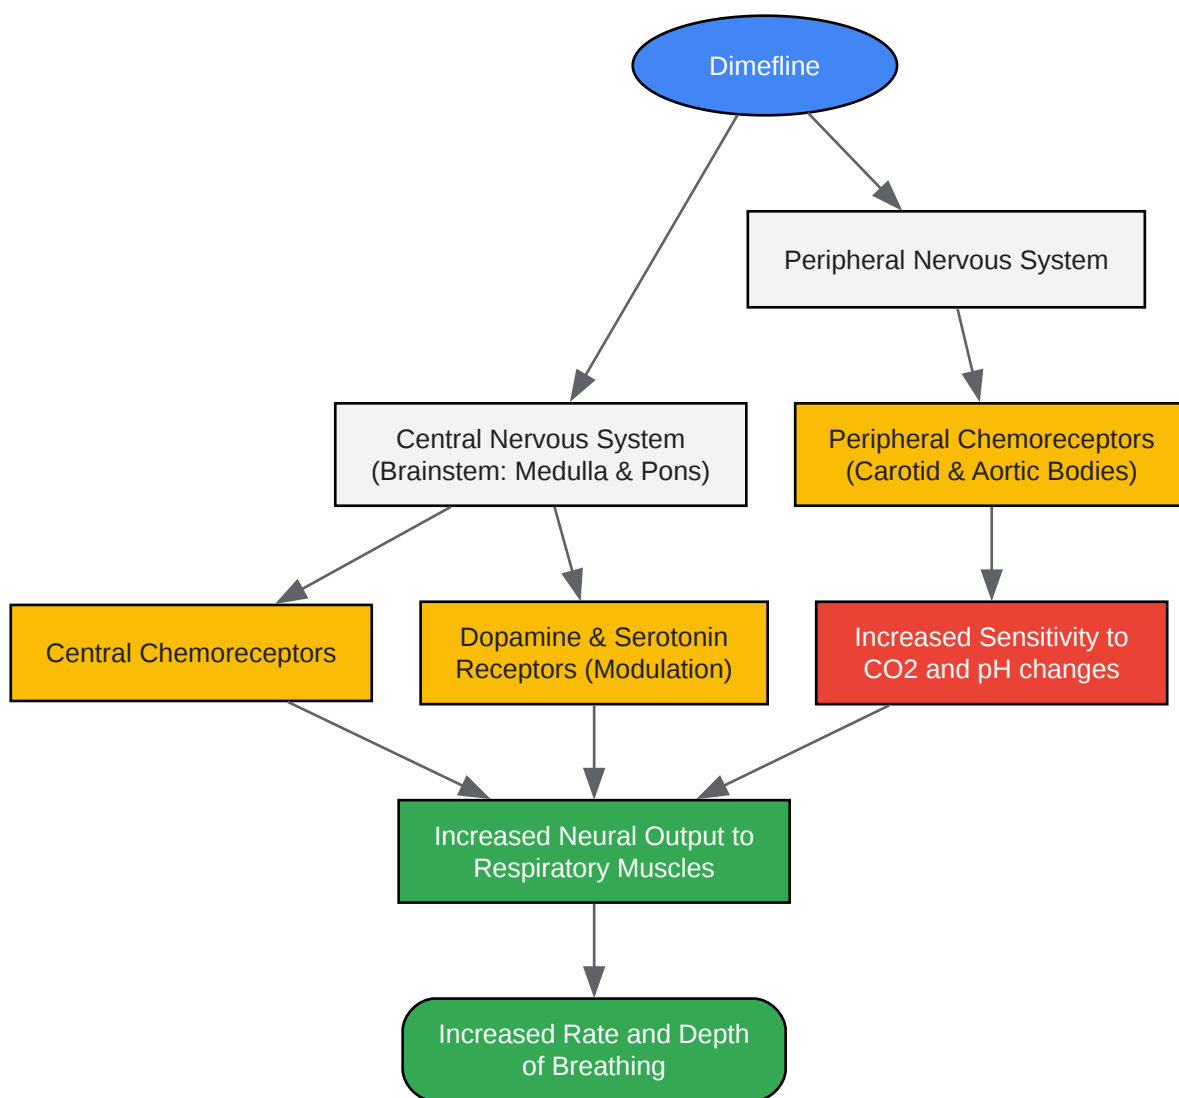 Dimefline
Peripheral Nervous System
Central Nervous System
(Brainstem: Medulla & Pons)
Peripheral Chemoreceptors
(Carotid & Aortic Bodies)
Central Chemoreceptors
Dopamine & Serotonin
Receptors (Modulation)
Increased Sensitivity to
CO2 and pH changes
Increased Neural Output to
Respiratory Muscles
Increased Rate and Depth
of Breathing